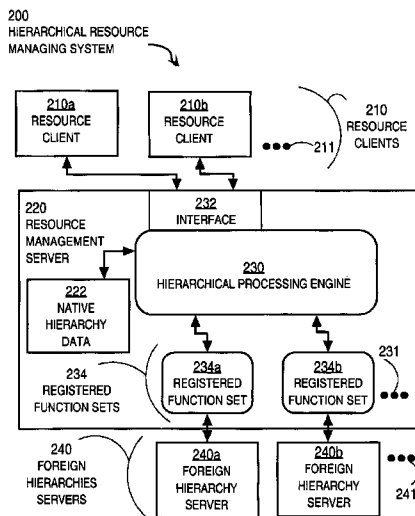 200
HIERARCHICAL RESOURCE
MANAGING SYSTEM
210a
RESOURCE
CLIENT
210b
RESOURCE
CLIENT
211
210
RESOURCE
CLIENTS
220
RESOURCE
MANAGEMENT
SERVER
232
INTERFACE
230
HIERARCHICAL PROCESSING ENGINE
222
NATIVE
HIERARCHY
DATA
234
REGISTERED
FUNCTION SETS
234a
REGISTERED
FUNCTION SET
234b
REGISTERED
FUNCTION SET
231
240
FOREIGN
HIERARCHIES
SERVERS
240a
FOREIGN
HIERARCHY
SERVER
240b
FOREIGN
HIERARCHY
SERVER
241